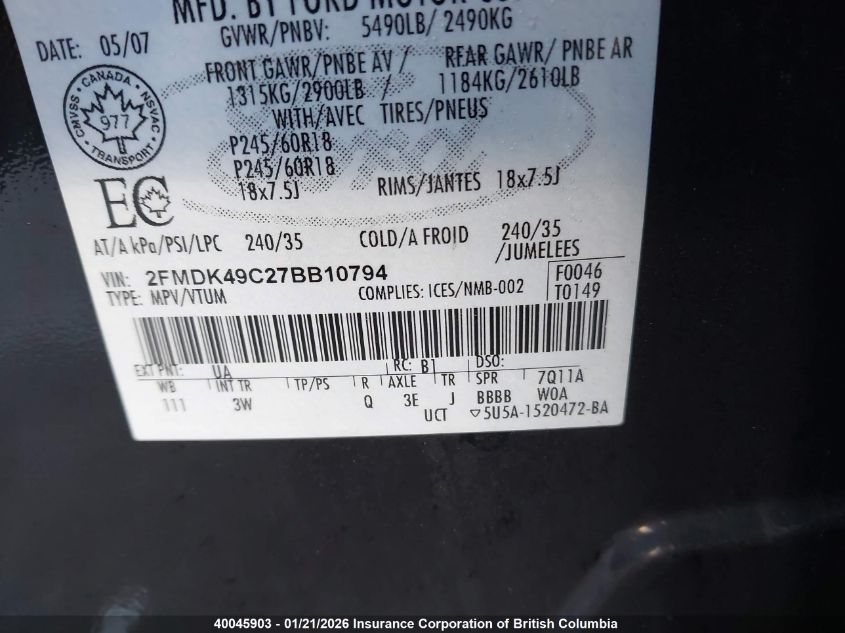 MFD. BY FORD MOTOR CO.
DATE: 05/07 GVWR/PNBV: 5490LB/ 2490KG
FRONT GAWR/PNBE AV / REAR GAWR/ PNBE AR
1315KG/2900LB / 1184KG/2610LB
WITH/AVEC TIRES/PNEUS
CANADA
CMVSS NSVAC
977
TRANSPORT
P245/60R18
P245/60R18
18x7.5J RIMS/JANTES 18x7.5J
EC
AT/A kPa/PSI/LPC 240/35 COLD/A FROID 240/35
/JUMELEES
VIN: 2FMDK49C27BB10794 F0046
TYPE: MPV/VTUM COMPLIES: ICES/NMB-002 T0149
EXT PNT: UA RC: B1 DSO:
WB INT TR TP/PS R AXLE TR SPR 7Q11A
111 3W Q 3E J BBBB WOA
UCT ▽5U5A-1520472-BA
40045903 - 01/21/2026 Insurance Corporation of British Columbia